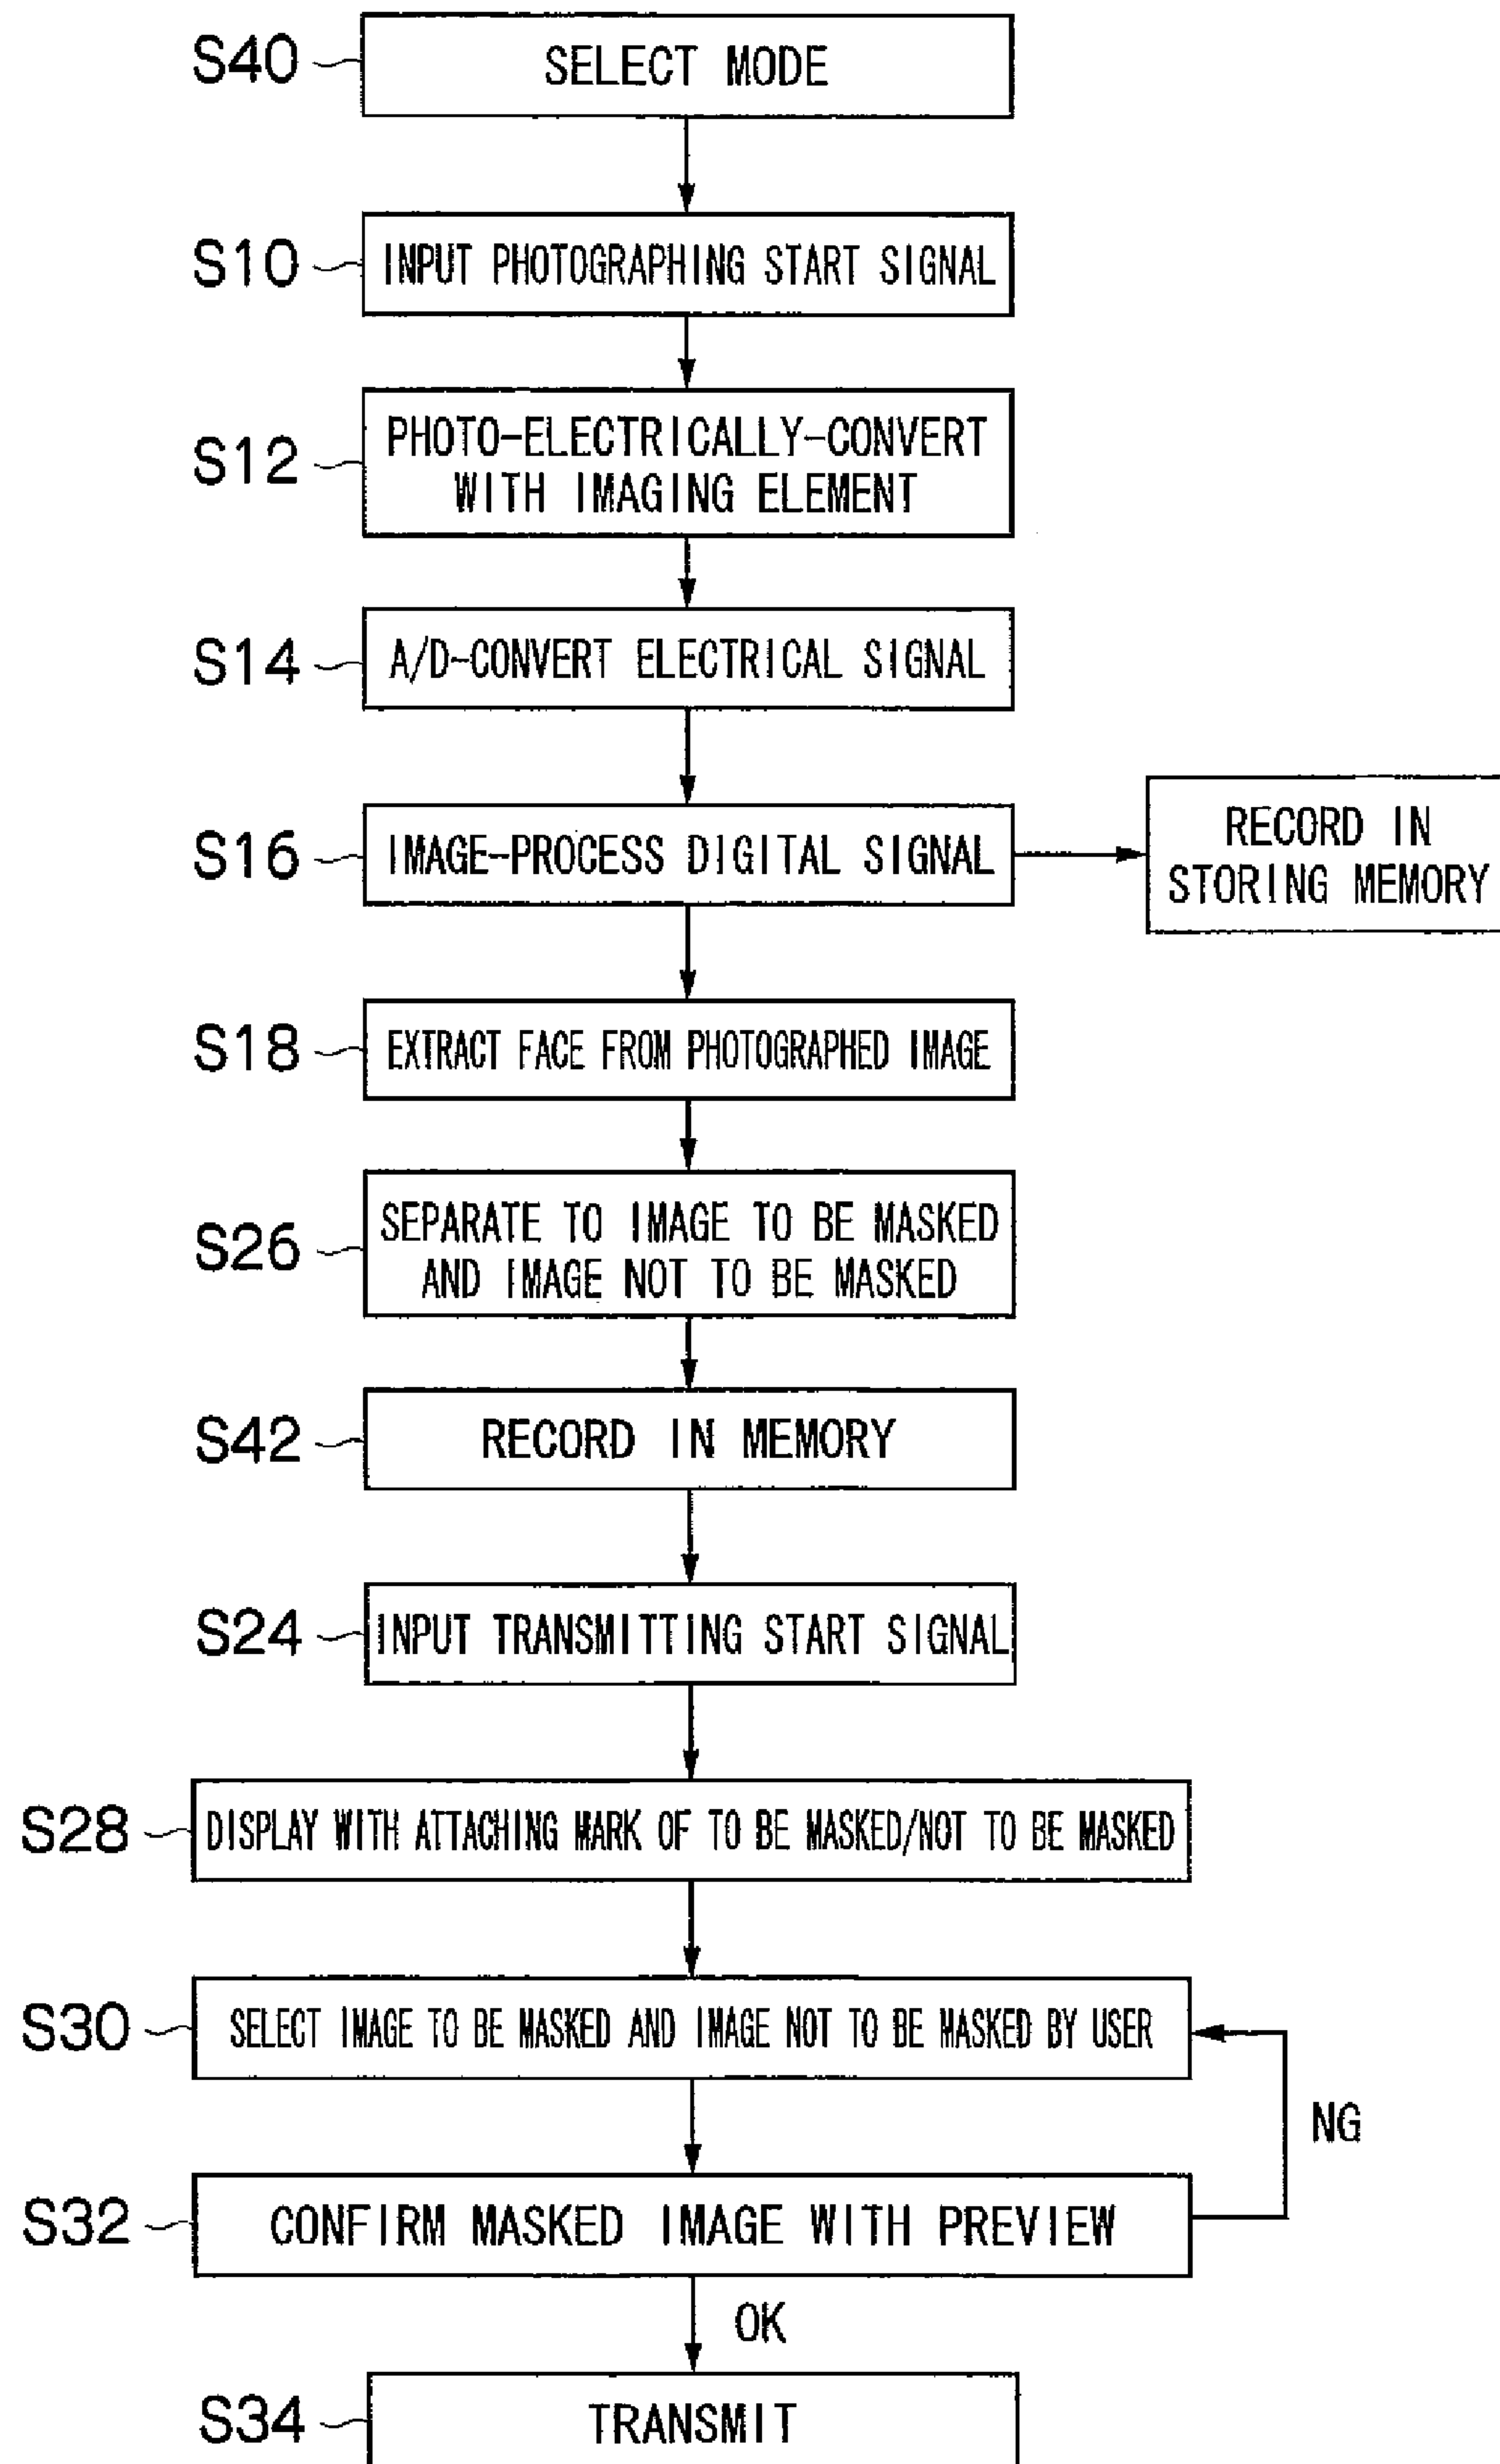 S40
SELECT MODE
S10
INPUT PHOTOGRAPHING START SIGNAL
S12
PHOTO-ELECTRICALLY-CONVERT
WITH IMAGING ELEMENT
S14
A/D-CONVERT ELECTRICAL SIGNAL
S16
IMAGE-PROCESS DIGITAL SIGNAL
RECORD IN
STORING MEMORY
S18
EXTRACT FACE FROM PHOTOGRAPHED IMAGE
S26
SEPARATE TO IMAGE TO BE MASKED
AND IMAGE NOT TO BE MASKED
S42
RECORD IN MEMORY
S24
INPUT TRANSMITTING START SIGNAL
S28
DISPLAY WITH ATTACHING MARK OF TO BE MASKED/NOT TO BE MASKED
S30
SELECT IMAGE TO BE MASKED AND IMAGE NOT TO BE MASKED BY USER
NG
S32
CONFIRM MASKED IMAGE WITH PREVIEW
OK
S34
TRANSMIT